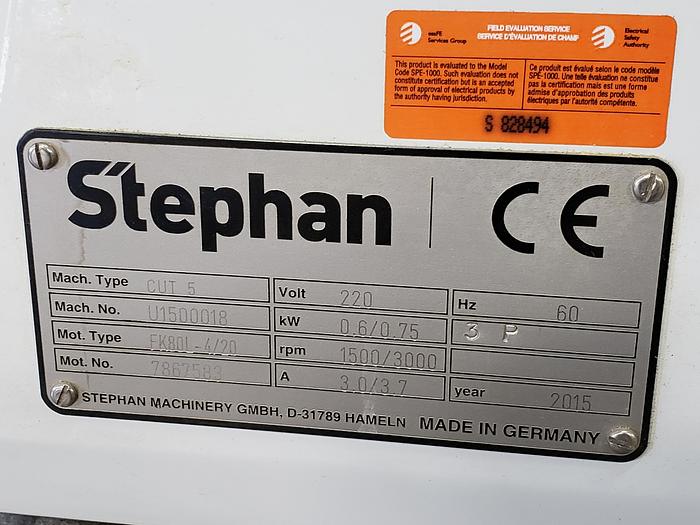 esaFE
Services Group
FIELD EVALUATION SERVICE
SERVICE D'ÉVALUATION DE CHAMP
Electrical
Safety
Authority
This product is evaluated to the Model
Code SPE-1000. Such evaluation does not
constitute certification but is an accepted
form of approval of electrical products by
the authority having jurisdiction.
Ce produit est évalué selon le code modèle
SPE-1000. Une telle évaluation ne constitue
pas certification mais est une forme
admise d'approbation des produits
électriques par l'autorité compétente.
S 828494
Stephan CE
Mach. Type CUT 5 Volt 220 Hz 60
Mach. No. U1500018 kW 0,6/0,75 3 P
Mot. Type FK80L-4/20 rpm 1500/3000
Mot. No. 7867583 A 3,0/3,7 year 2015
STEPHAN MACHINERY GMBH, D-31789 HAMELN MADE IN GERMANY